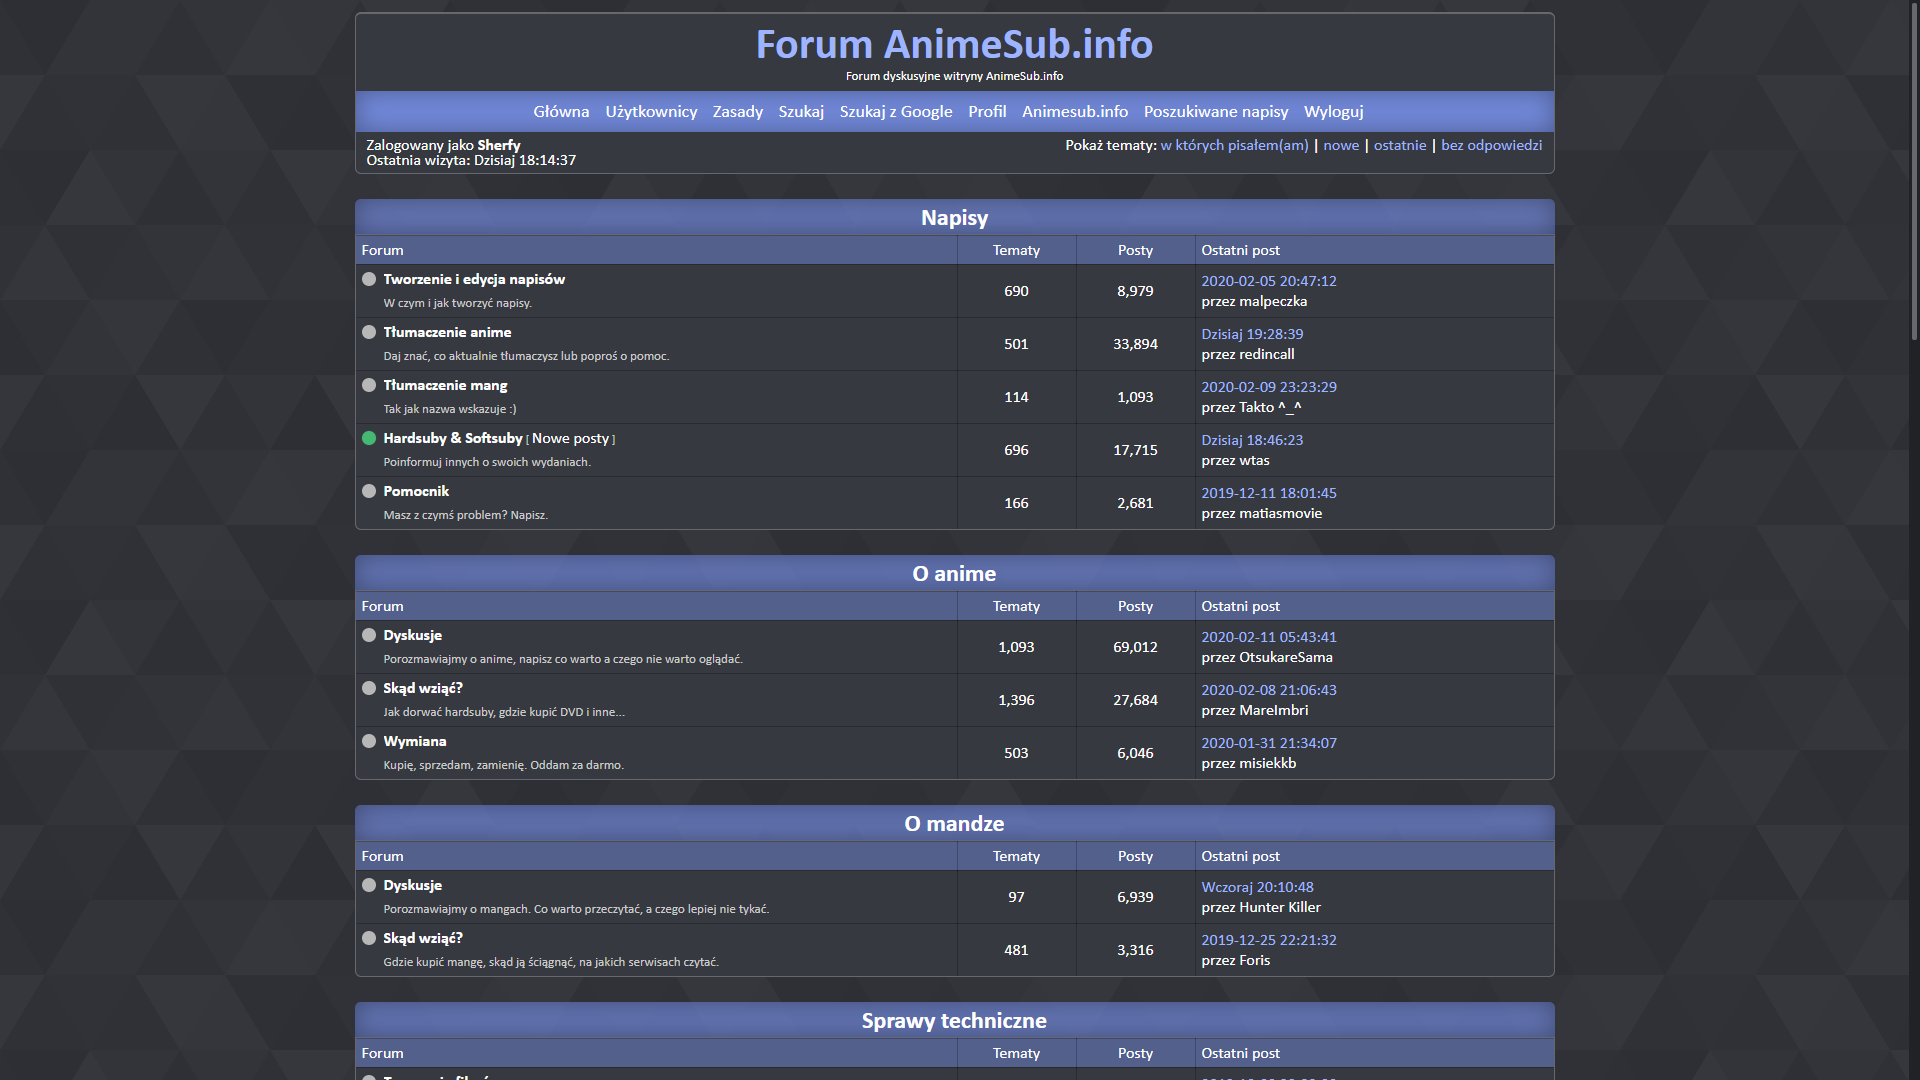 Forum AnimeSub.info
Forum dyskusyjne witryny AnimeSub.info
Główna Użytkownicy Zasady Szukaj Szukaj z Google Profil Animesub.info Poszukiwane napisy Wyloguj
Zalogowany jako Sherfy
Ostatnia wizyta: Dzisiaj 18:14:37
Pokaż tematy: w których pisałem(am) | nowe | ostatnie | bez odpowiedzi
Napisy
Forum Tematy Posty Ostatni post
Tworzenie i edycja napisów
W czym i jak tworzyć napisy.
690 8,979
2020-02-05 20:47:12
przez malpeczka
Tłumaczenie anime
Daj znać, co aktualnie tłumaczysz lub poproś o pomoc.
501 33,894
Dzisiaj 19:28:39
przez redincall
Tłumaczenie mang
Tak jak nazwa wskazuje :)
114 1,093
2020-02-09 23:23:29
przez Takto ^_^
Hardsuby & Softsuby [ Nowe posty ]
Poinformuj innych o swoich wydaniach.
696 17,715
Dzisiaj 18:46:23
przez wtas
Pomocnik
Masz z czymś problem? Napisz.
166 2,681
2019-12-11 18:01:45
przez matiasmovie
O anime
Forum Tematy Posty Ostatni post
Dyskusje
Porozmawiajmy o anime, napisz co warto a czego nie warto oglądać.
1,093 69,012
2020-02-11 05:43:41
przez OtsukareSama
Skąd wziąć?
Jak dorwać hardsuby, gdzie kupić DVD i inne...
1,396 27,684
2020-02-08 21:06:43
przez MareImbri
Wymiana
Kupię, sprzedam, zamienię. Oddam za darmo.
503 6,046
2020-01-31 21:34:07
przez misiekkb
O mandze
Forum Tematy Posty Ostatni post
Dyskusje
Porozmawiajmy o mangach. Co warto przeczytać, a czego lepiej nie tykać.
97 6,939
Wczoraj 20:10:48
przez Hunter Killer
Skąd wziąć?
Gdzie kupić mangę, skąd ją ściągnąć, na jakich serwisach czytać.
481 3,316
2019-12-25 22:21:32
przez Foris
Sprawy techniczne
Forum Tematy Posty Ostatni post